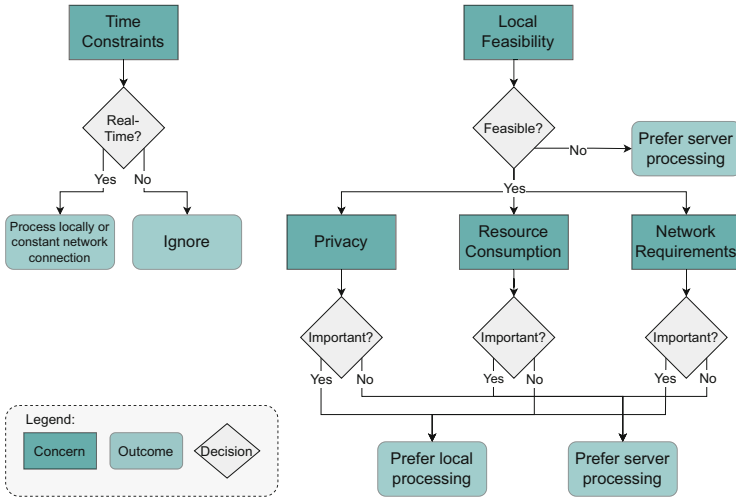 Time
Constraints
Real-
Time?
Yes
No
Process locally or
constant network
connection
Ignore
Local
Feasibility
Feasible?
No
Prefer server
processing
Yes
Privacy
Resource
Consumption
Network
Requirements
Important?
Important?
Important?
Yes
No
Yes
No
Yes
No
Prefer local
processing
Prefer server
processing
Legend:
Concern
Outcome
Decision